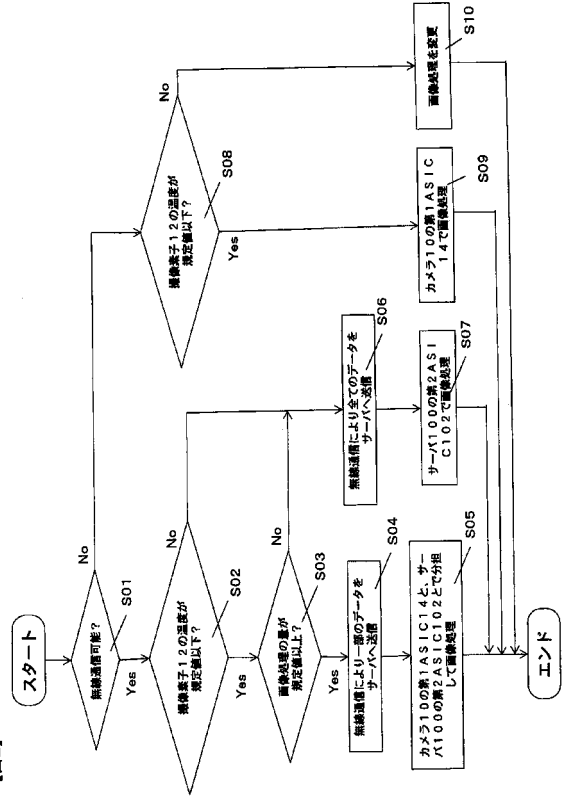 スタート
無線通信可能？
S01
Yes
No
撮像素子１２の温度が
規定値以下？
S02
Yes
No
画像処理の量が
規定値以上？
S03
Yes
No
無線通信により一部のデータを
サーバへ送信
S04
カメラ１０の第１ＡＳＩＣ１４と、サー
バ１００の第２ＡＳＩＣ１０２とで分担
して画像処理
S05
無線通信により全てのデータを
サーバへ送信
S06
サーバ１００の第２ＡＳＩ
Ｃ１０２で画像処理
S07
撮像素子１２の温度が
規定値以下？
S08
Yes
No
カメラ１０の第１ＡＳＩＣ
１４で画像処理
S09
画像処理を変更
S10
エンド